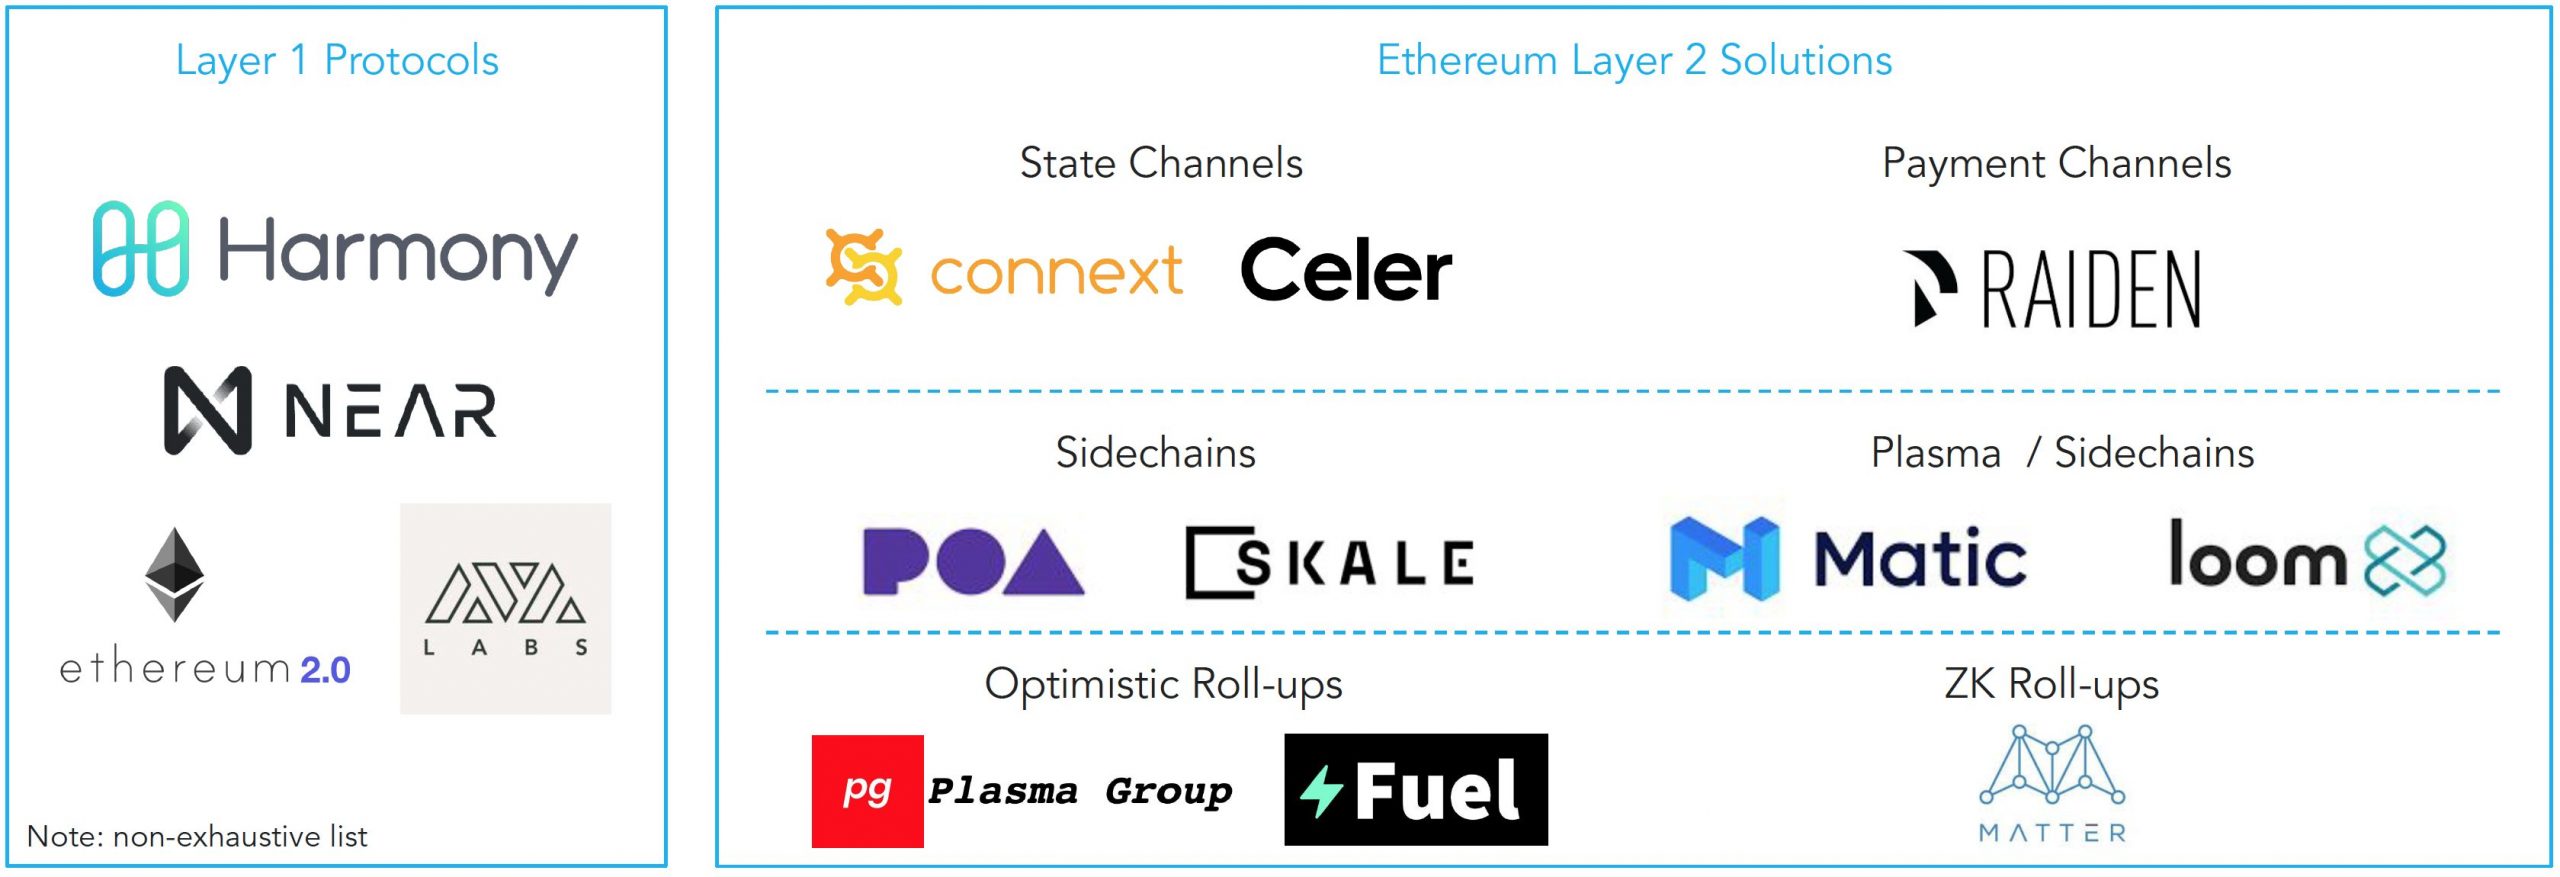 Layer 1 Protocols
Harmony
NEAR
ethereum 2.0
AVA
LABS
Note: non-exhaustive list
Ethereum Layer 2 Solutions
State Channels
Payment Channels
connext
Celer
RAIDEN
Sidechains
Plasma / Sidechains
POA
SKALE
Matic
loom
Optimistic Roll-ups
ZK Roll-ups
pg
Plasma Group
Fuel
MATTER